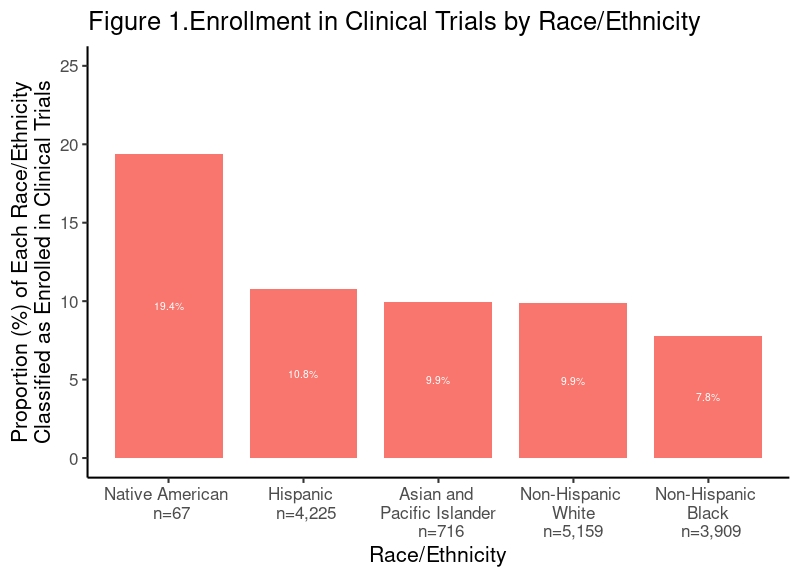 Figure 1.Enrollment in Clinical Trials by Race/Ethnicity
Proportion (%) of Each Race/Ethnicity
Classified as Enrolled in Clinical Trials
25
20
15
10
5
0
19.4%
10.8%
9.9%
9.9%
7.8%
Native American
n=67
Hispanic
n=4,225
Asian and
Pacific Islander
n=716
Non-Hispanic
White
n=5,159
Non-Hispanic
Black
n=3,909
Race/Ethnicity